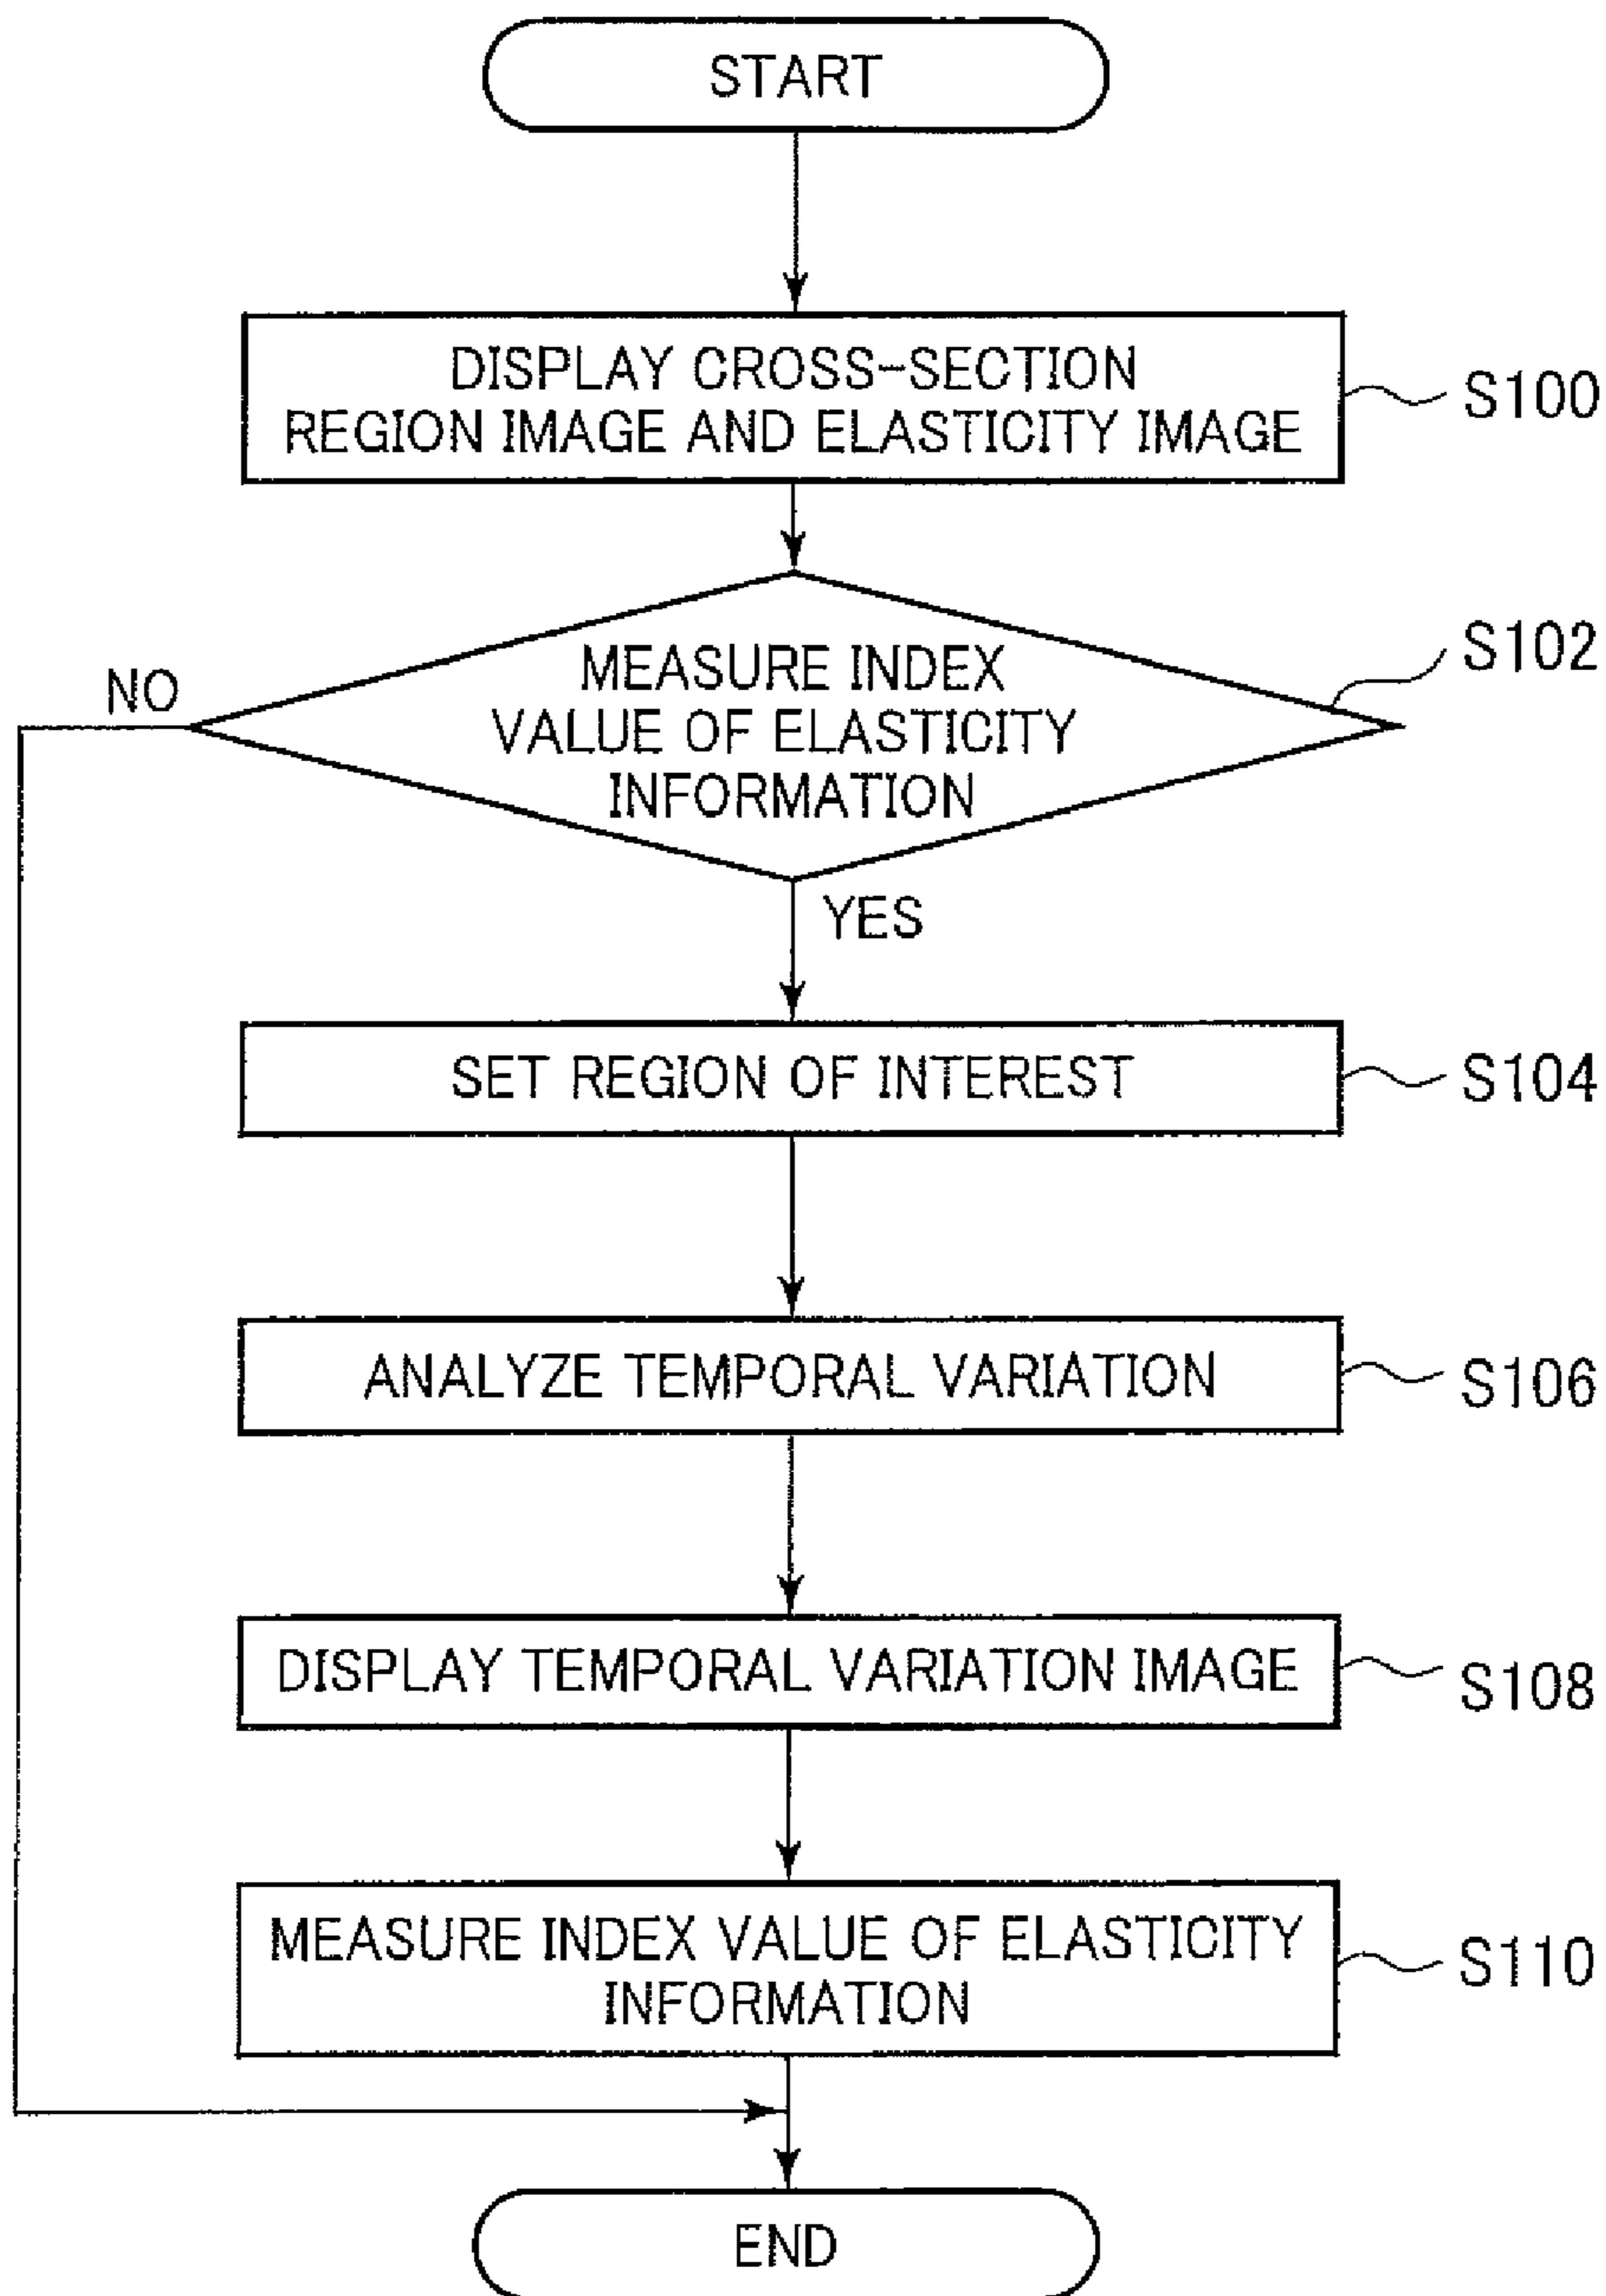 START
DISPLAY CROSS-SECTION
REGION IMAGE AND ELASTICITY IMAGE
S100
MEASURE INDEX
VALUE OF ELASTICITY
INFORMATION
S102
NO
YES
SET REGION OF INTEREST
S104
ANALYZE TEMPORAL VARIATION
S106
DISPLAY TEMPORAL VARIATION IMAGE
S108
MEASURE INDEX VALUE OF ELASTICITY
INFORMATION
S110
END